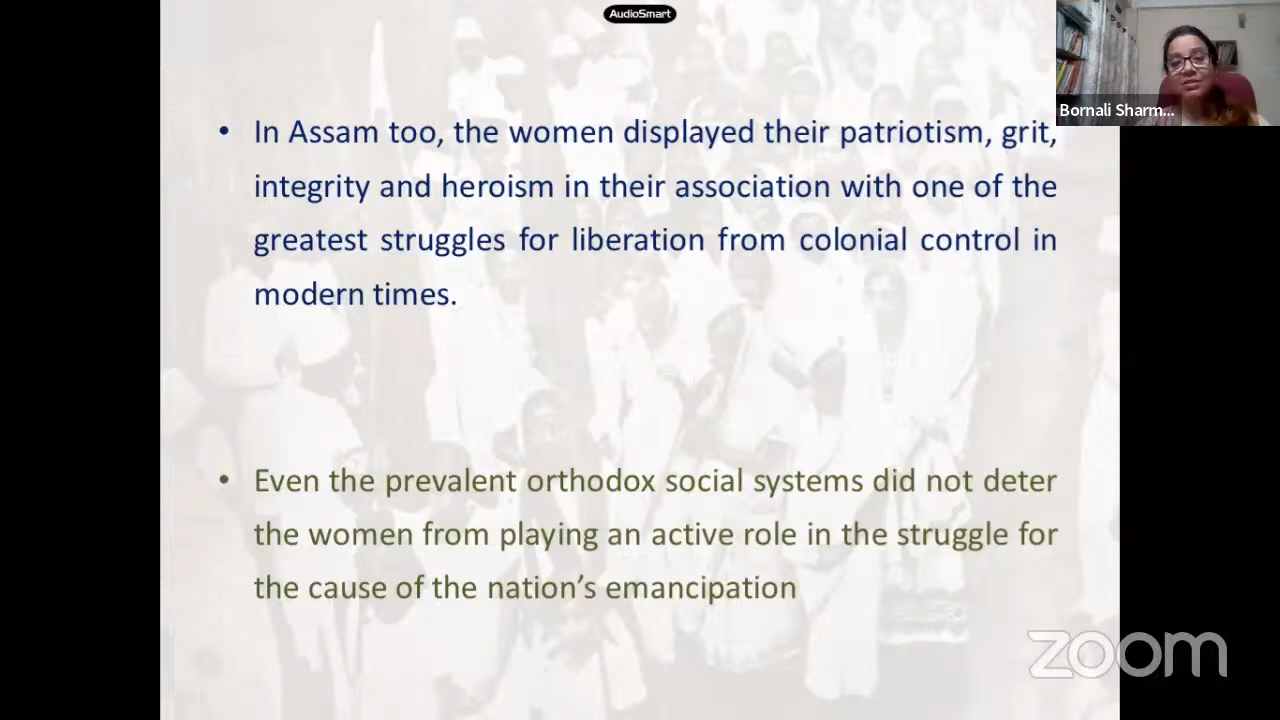 AudioSmart
Bornali Sharm...
• In Assam too, the women displayed their patriotism, grit,
integrity and heroism in their association with one of the
greatest struggles for liberation from colonial control in
modern times.
• Even the prevalent orthodox social systems did not deter
the women from playing an active role in the struggle for
the cause of the nation’s emancipation
zoom